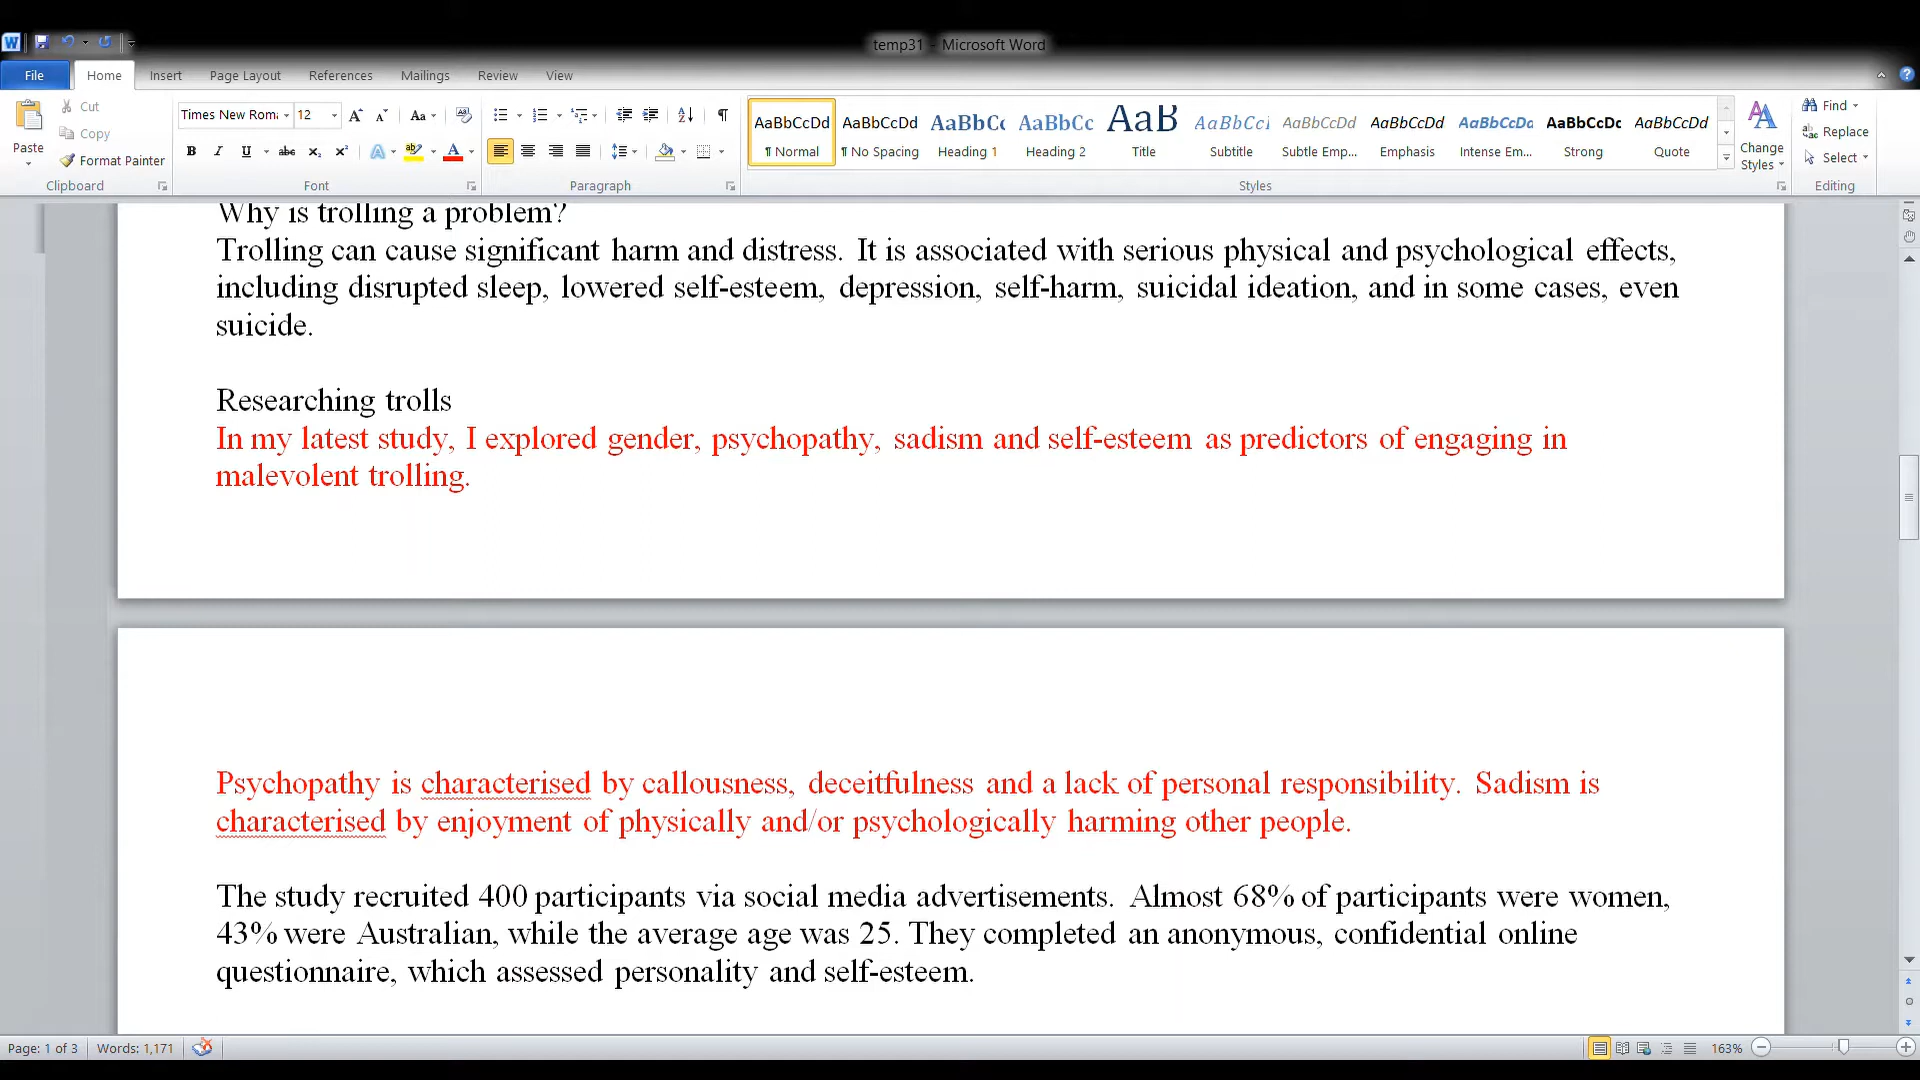 temp31 - Microsoft Word
File Home Insert Page Layout References Mailings Review View
Paste
Cut
Copy
Format Painter
Clipboard
Times New Rom 12
Font
Paragraph
AaBbCcDd AaBbCcDd AaBbCc AaBbCc AaB AaBbCcI AaBbCcDd AaBbCcDd AaBbCcDd AaBbCcDc AaBbCcDd
¶ Normal ¶ No Spacing Heading 1 Heading 2 Title Subtitle Subtle Emp... Emphasis Intense Em... Strong Quote
Change Styles
Styles
Find
Replace
Select
Editing
Why is trolling a problem?
Trolling can cause significant harm and distress. It is associated with serious physical and psychological effects,
including disrupted sleep, lowered self-esteem, depression, self-harm, suicidal ideation, and in some cases, even
suicide.
Researching trolls
In my latest study, I explored gender, psychopathy, sadism and self-esteem as predictors of engaging in
malevolent trolling.
Psychopathy is characterised by callousness, deceitfulness and a lack of personal responsibility. Sadism is
characterised by enjoyment of physically and/or psychologically harming other people.
The study recruited 400 participants via social media advertisements. Almost 68% of participants were women,
43% were Australian, while the average age was 25. They completed an anonymous, confidential online
questionnaire, which assessed personality and self-esteem.
Page: 1 of 3 Words: 1,171 163%